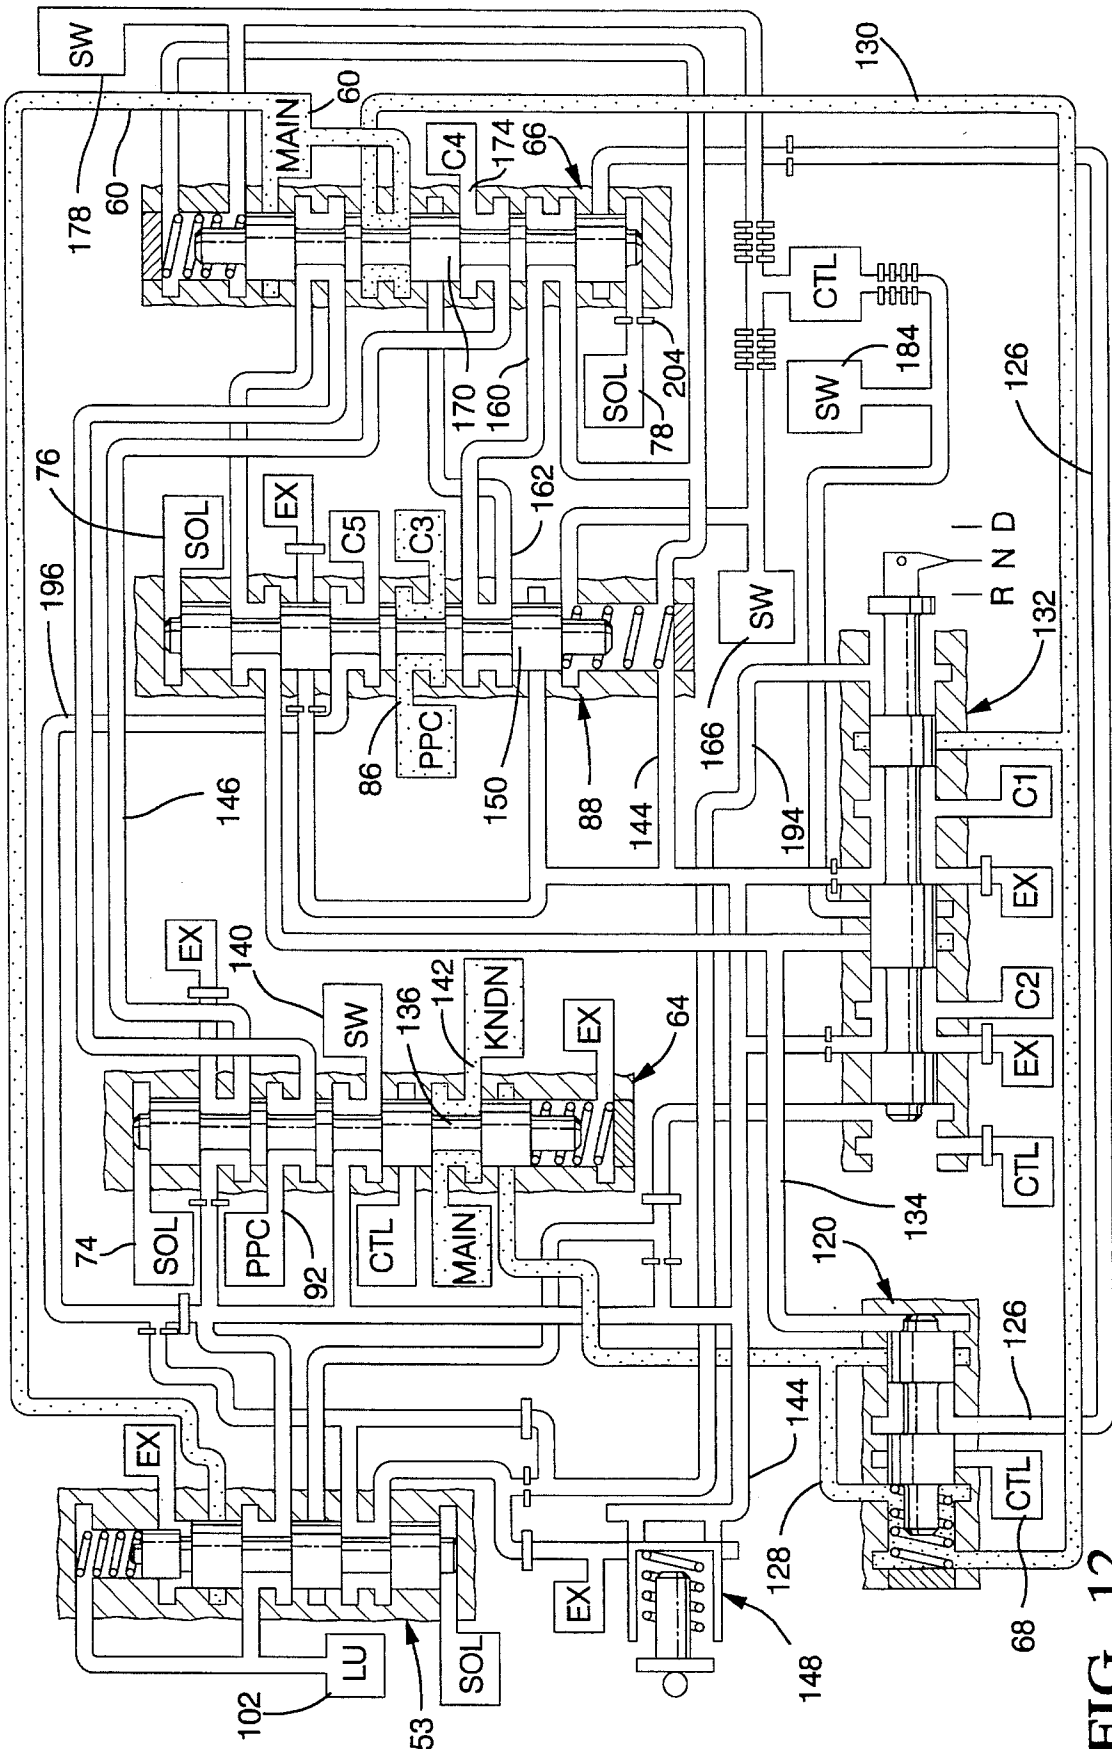 SW
178
60
MAIN
60
130
C4
174
66
170
160
SOL
78
204
CTL
SW
184
126
76
SOL
EX
C5
C3
162
196
146
86
PPC
150
88
SW
166
144
194
R N D
132
C1
EX
C2
EX
CTL
134
EX
140
SW
136
142
KNDN
EX
64
74
SOL
PPC
92
CTL
MAIN
120
126
CTL
68
128
144
EX
148
EX
LU
102
53
SOL
FIG. 12